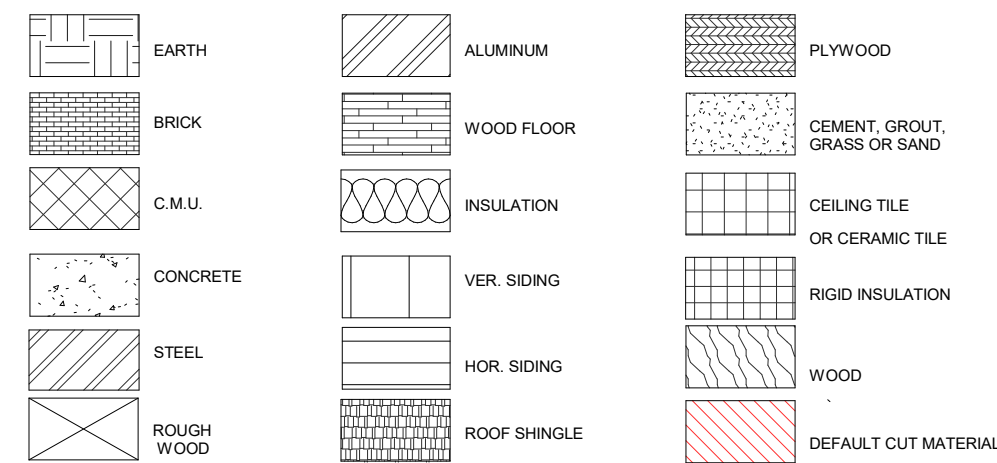 EARTH
BRICK
C.M.U.
CONCRETE
STEEL
ROUGH
WOOD
ALUMINUM
WOOD FLOOR
INSULATION
VER. SIDING
HOR. SIDING
ROOF SHINGLE
PLYWOOD
CEMENT, GROUT,
GRASS OR SAND
CEILING TILE
OR CERAMIC TILE
RIGID INSULATION
WOOD
DEFAULT CUT MATERIAL